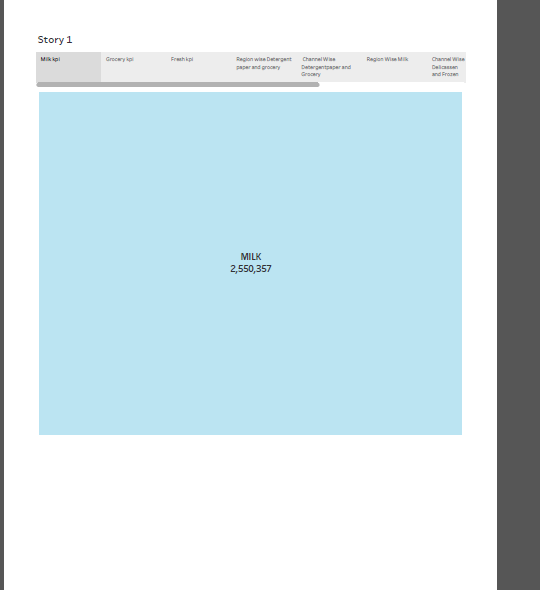 Story 1
Milk kpi
Grocery kpi
Fresh kpi
Region wise Detergent
paper and grocery
Channel Wise
Detergentpaper and
Grocery
Region Wise Milk
Channel Wise
Delicassen
and Frozen
MILK
2,550,357